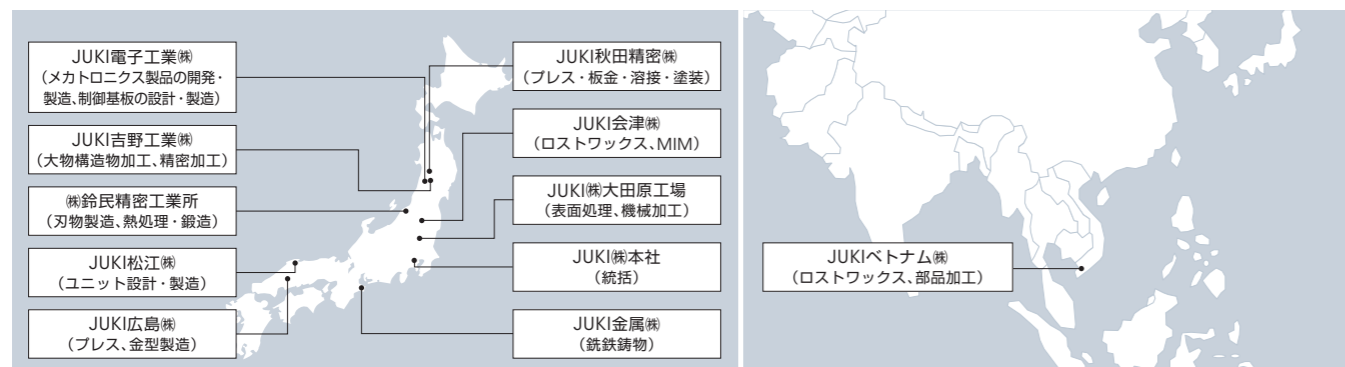 JUKI電子工業㈱
（メカトロニクス製品の開発・
製造、制御基板の設計・製造）
JUKI吉野工業㈱
（大物構造物加工、精密加工）
㈱鈴民精密工業所
（刃物製造、熱処理・鍛造）
JUKI松江㈱
（ユニット設計・製造）
JUKI広島㈱
（プレス、金型製造）
JUKI秋田精密㈱
（プレス・板金・溶接・塗装）
JUKI会津㈱
（ロストワックス、MIM）
JUKI㈱大田原工場
（表面処理、機械加工）
JUKI㈱本社
（統括）
JUKI金属㈱
（銑鉄鋳物）
JUKIベトナム㈱
（ロストワックス、部品加工）